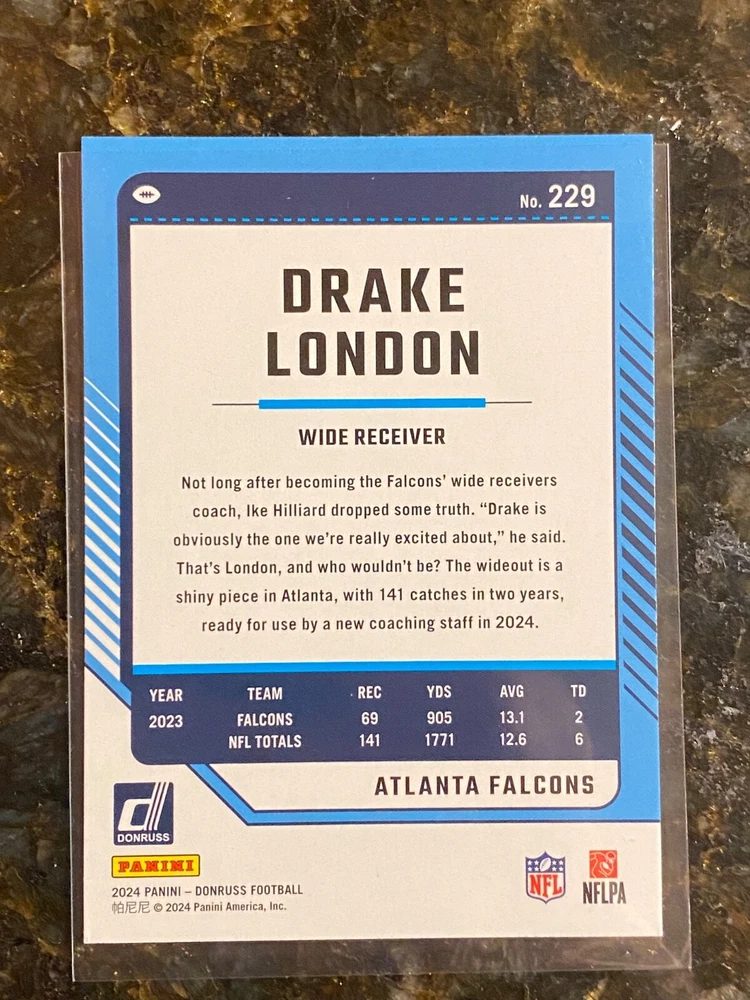 No. 229
DRAKE
LONDON
WIDE RECEIVER
Not long after becoming the Falcons' wide receivers
coach, Ike Hilliard dropped some truth. “Drake is
obviously the one we're really excited about,” he said.
That's London, and who wouldn't be? The wideout is a
shiny piece in Atlanta, with 141 catches in two years,
ready for use by a new coaching staff in 2024.
YEAR TEAM REC YDS AVG TD
2023 FALCONS 69 905 13.1 2
NFL TOTALS 141 1771 12.6 6
ATLANTA FALCONS
d
DONRUSS
PANINI
2024 PANINI – DONRUSS FOOTBALL
帕尼尼 © 2024 Panini America, Inc.
NFL
NFLPA